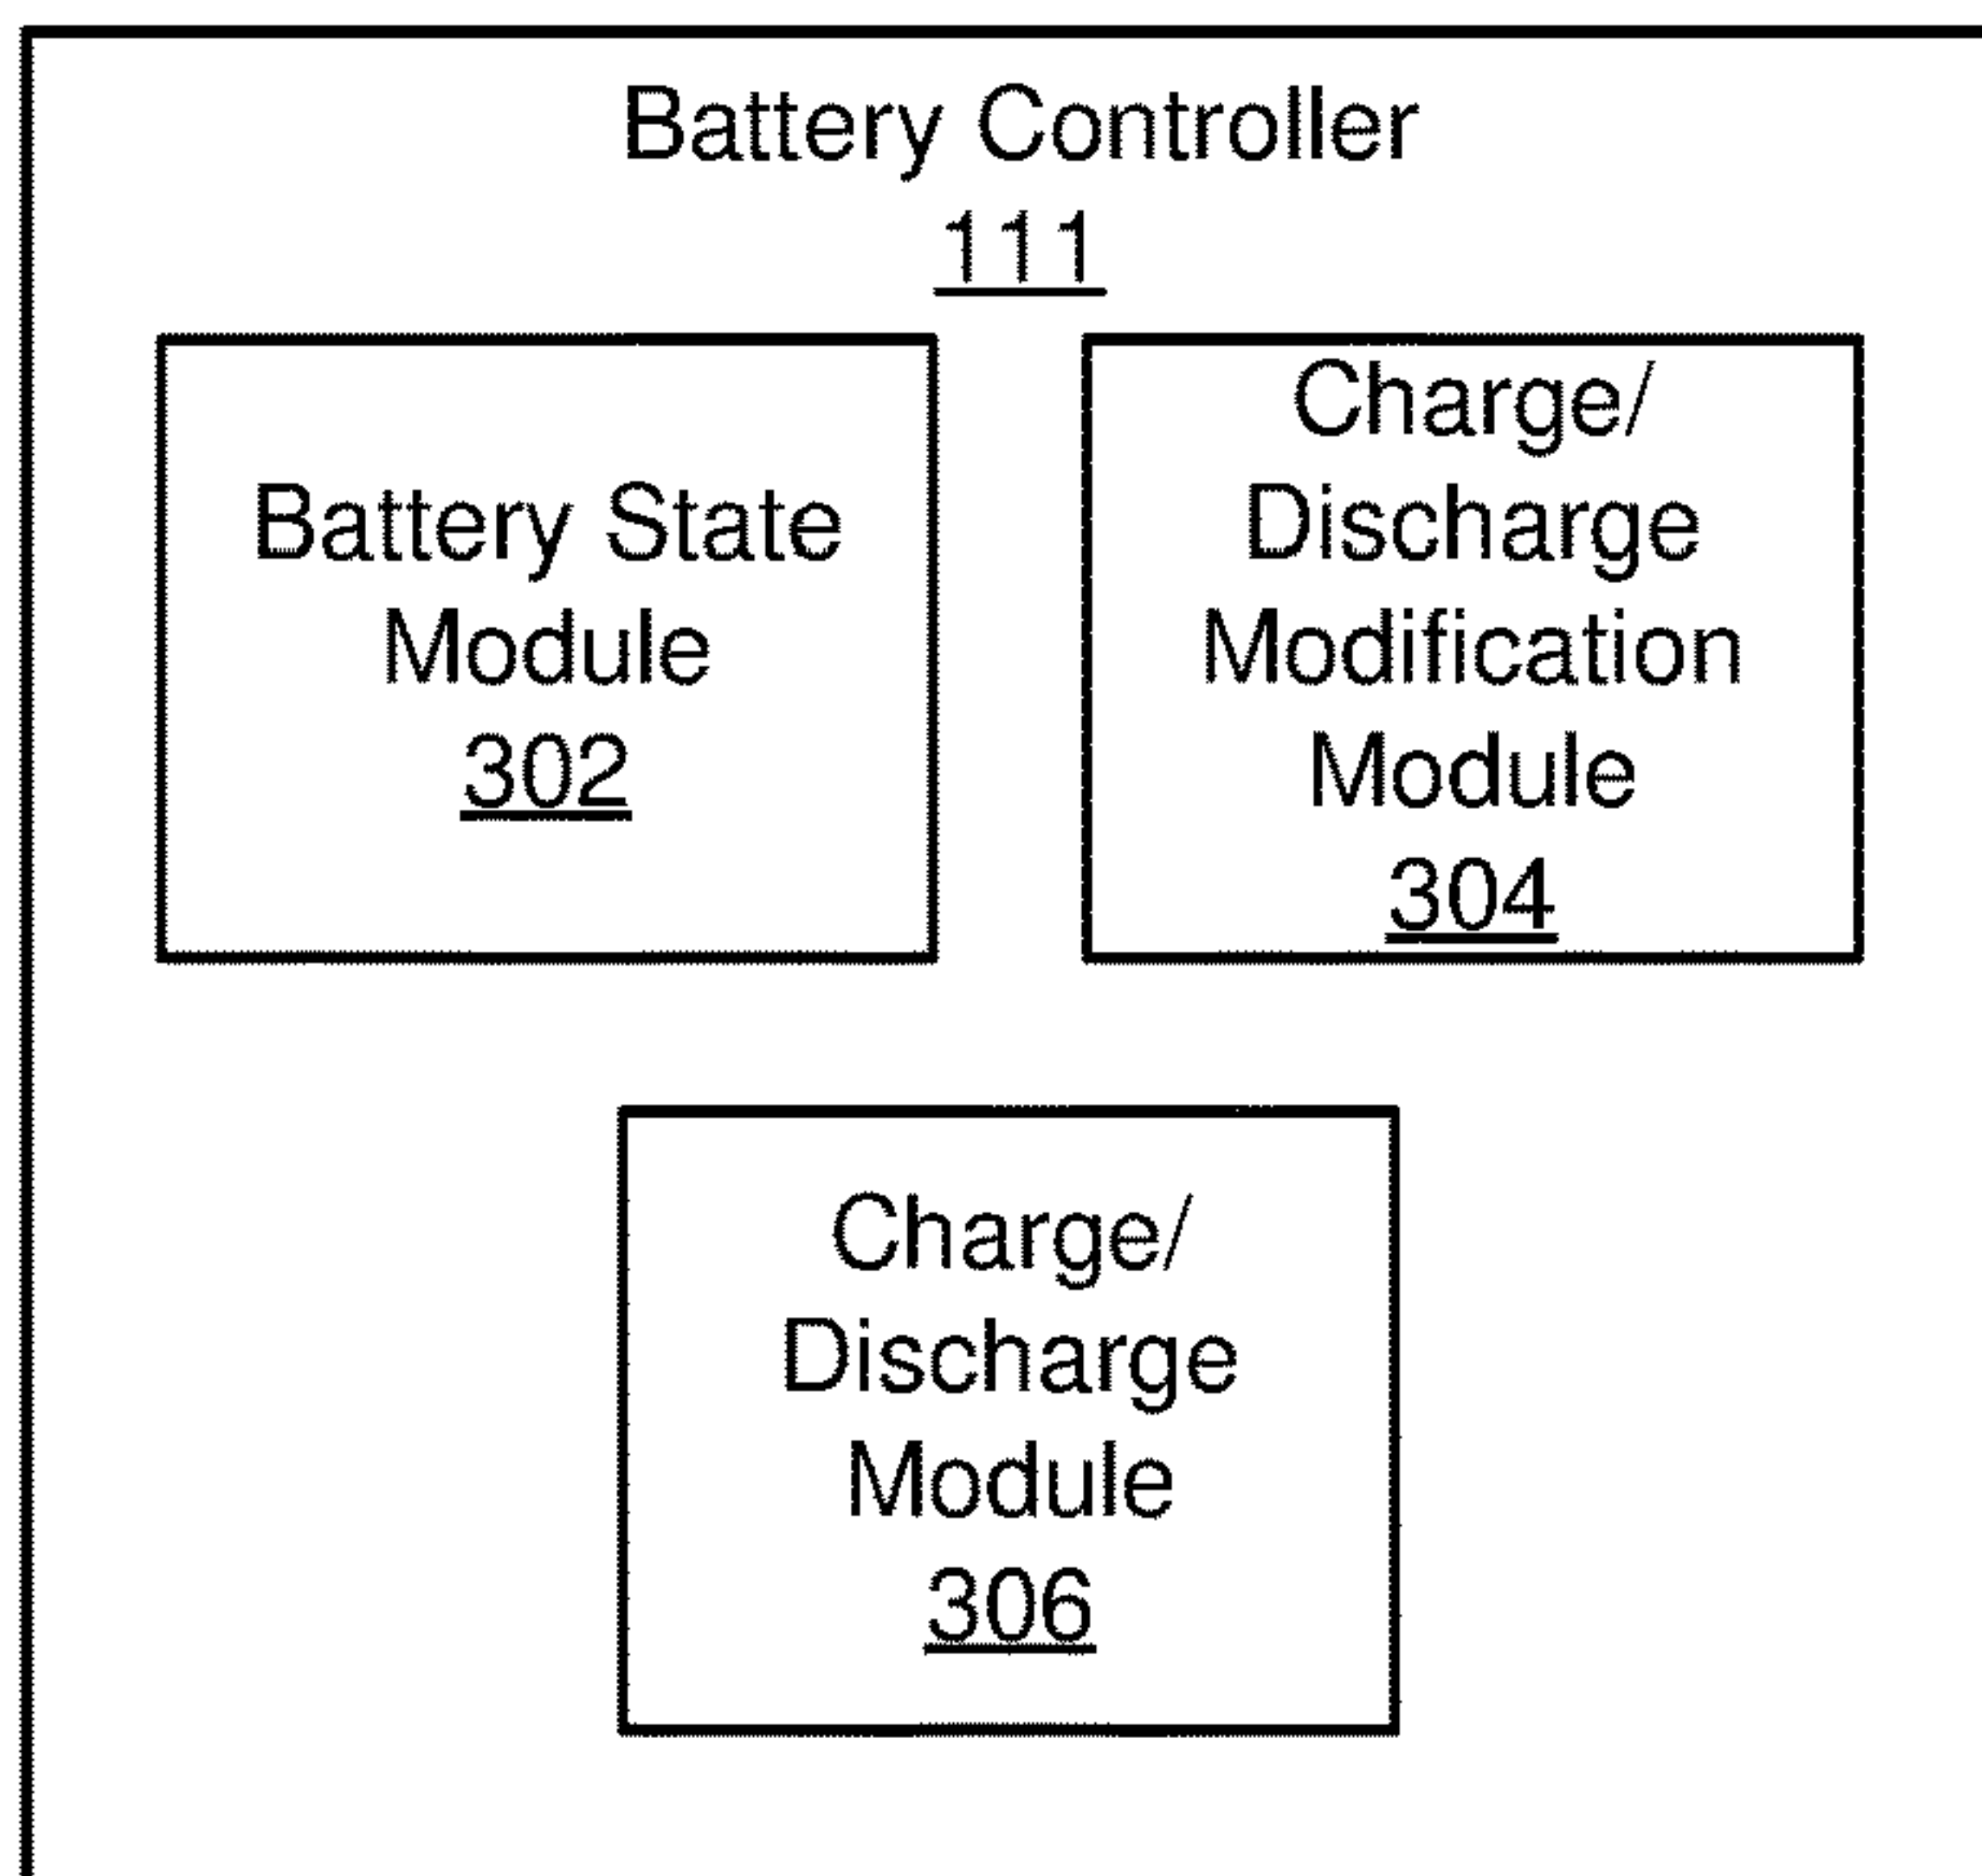 Battery Controller
111
Battery State
Module
302
Charge/
Discharge
Modification
Module
304
Charge/
Discharge
Module
306